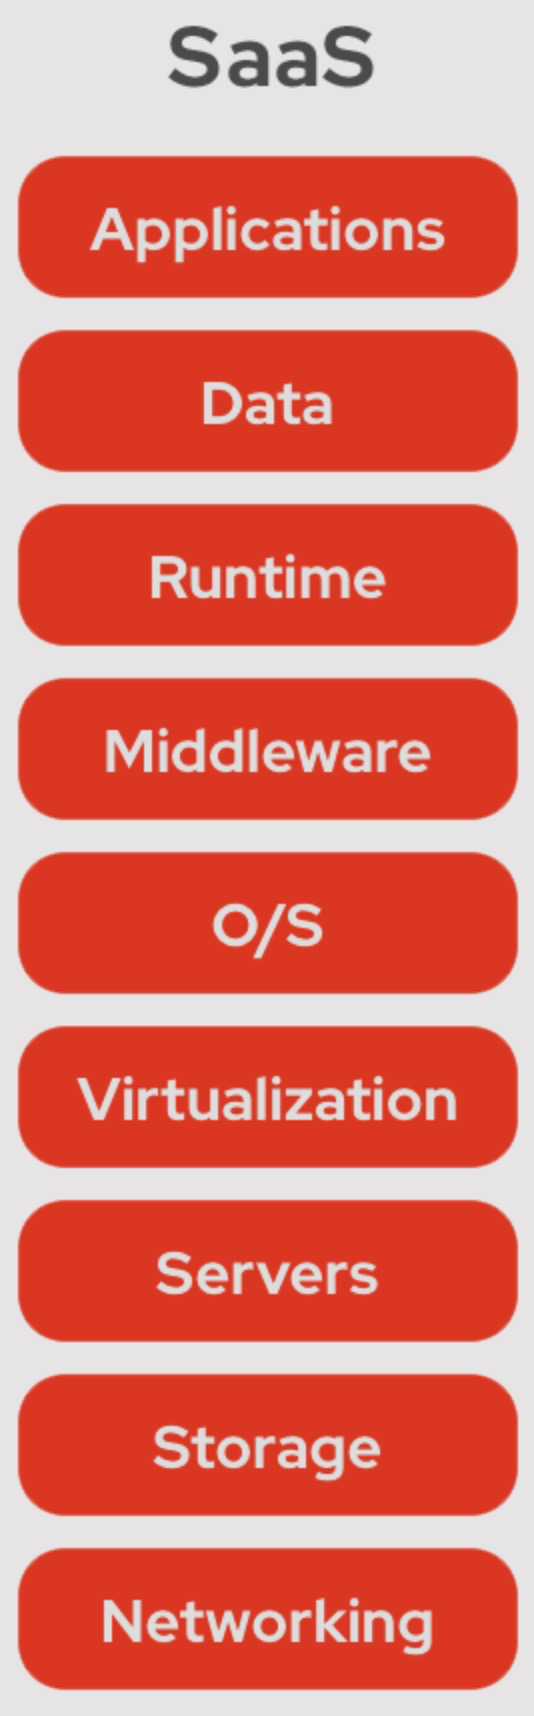 SaaS
Applications
Data
Runtime
Middleware
O/S
Virtualization
Servers
Storage
Networking